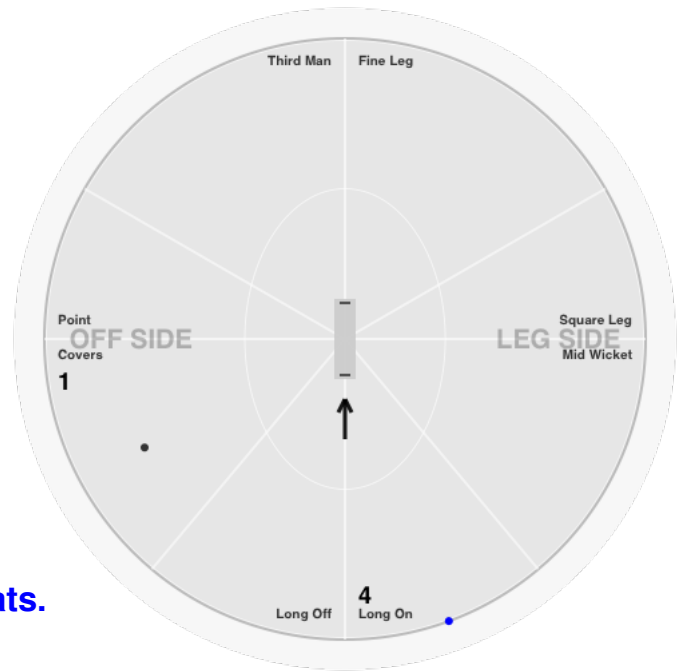 Third Man
Fine Leg
Point
Square Leg
OFF SIDE
LEG SIDE
Covers
Mid Wicket
1
4
Long Off
Long On